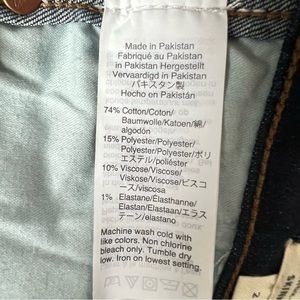 Made in Pakistan
Fabriqué au Pakistan
in Pakistan Hergestellt
Vervaardigd in Pakistan
パキスタン製
Hecho en Pakistán
74% Cotton/Coton/
Baumwolle/Katoen/綿/
algodón
15% Polyester/Polyester/
Polyester/Polyester/ポリ
エステル/poliéster
10% Viscose/Viscose/
Viskose/Viscose/ビスコ
ース/viscosa
1% Elastane/Élasthanne/
Elastan/Elastaan/エラス
テーン/elastano
Machine wash cold with
like colors. Non chlorine
bleach only. Tumble dry
low. Iron on lowest setting.
SKINN
2